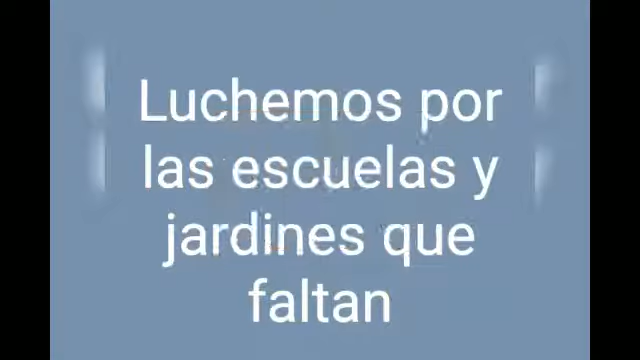 Luchemos por
las escuelas y
jardines que
faltan